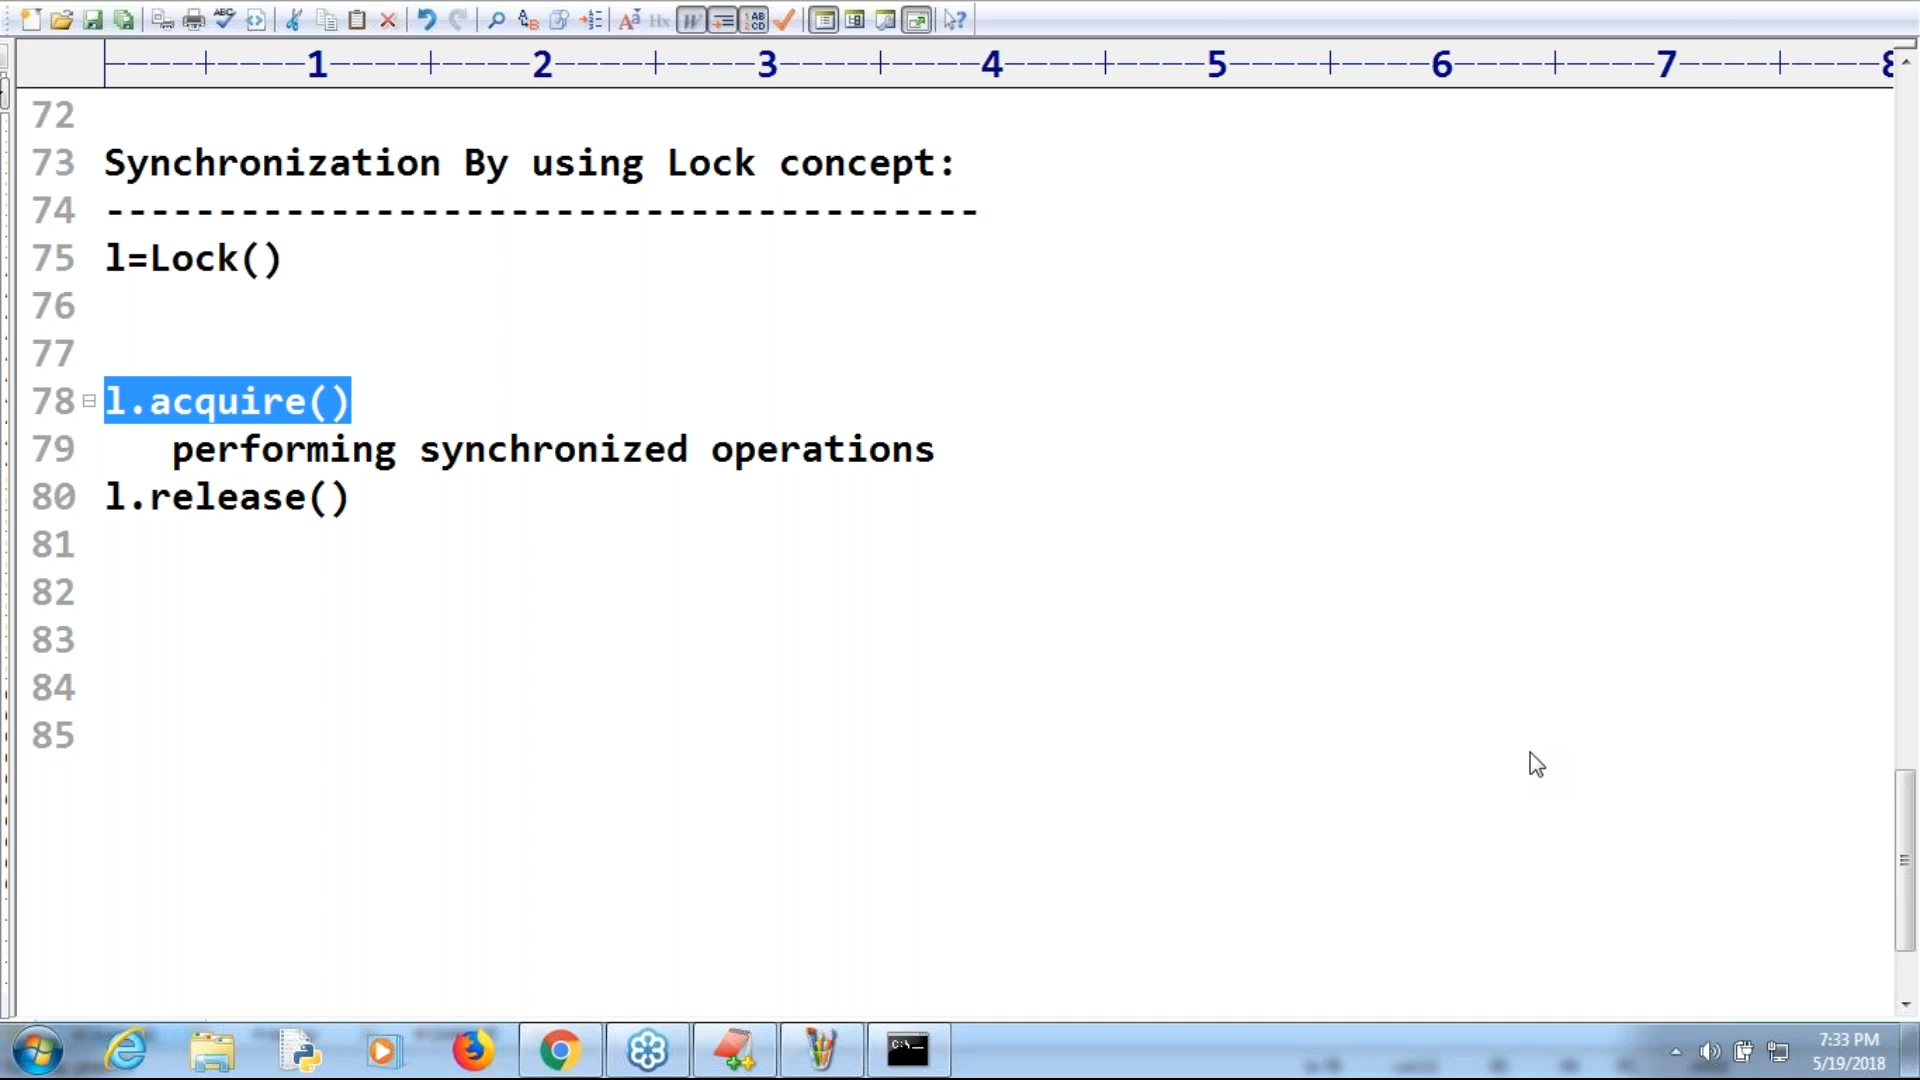 1 2 3 4 5 6 7
72
73 Synchronization By using Lock concept:
74 ---------------------------------------
75 l=Lock()
76
77
78 l.acquire()
79 performing synchronized operations
80 l.release()
81
82
83
84
85
7:33 PM
5/19/2018